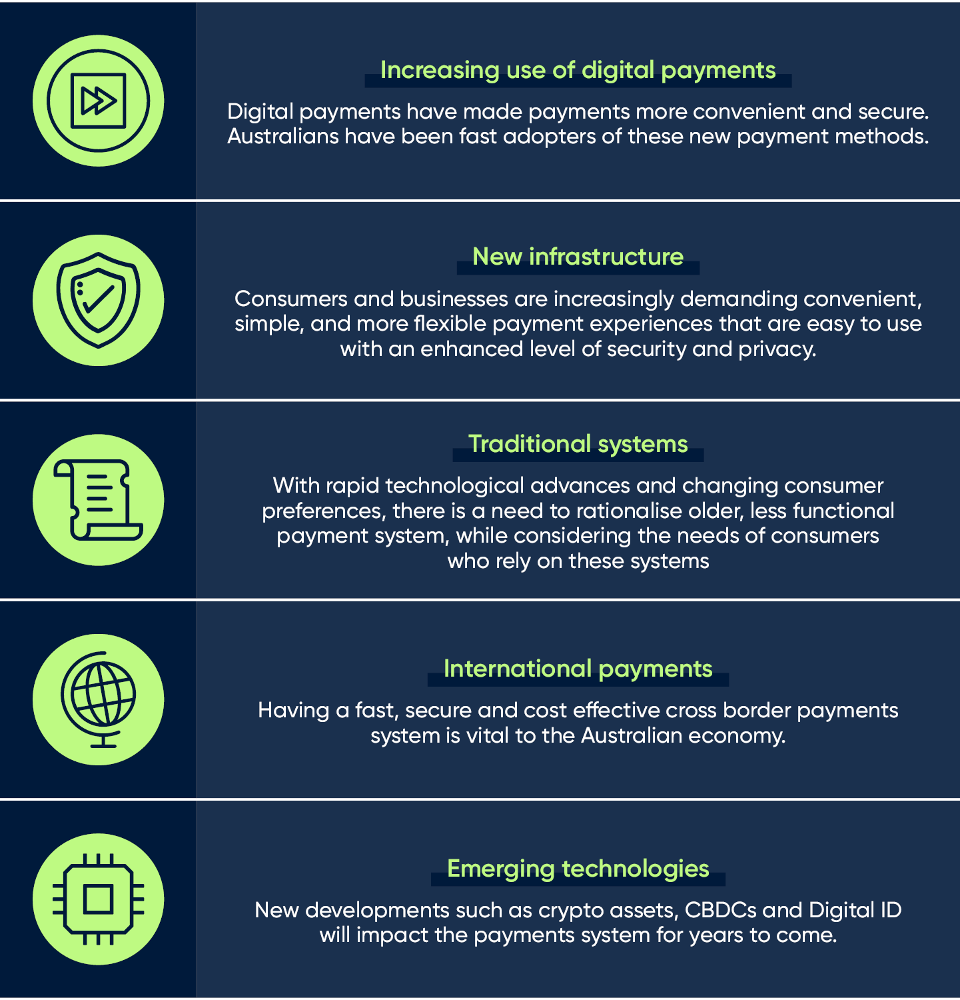 Increasing use of digital payments
Digital payments have made payments more convenient and secure.
Australians have been fast adopters of these new payment methods.
New infrastructure
Consumers and businesses are increasingly demanding convenient,
simple, and more flexible payment experiences that are easy to use
with an enhanced level of security and privacy.
Traditional systems
With rapid technological advances and changing consumer
preferences, there is a need to rationalise older, less functional
payment system, while considering the needs of consumers
who rely on these systems
International payments
Having a fast, secure and cost effective cross border payments
system is vital to the Australian economy.
Emerging technologies
New developments such as crypto assets, CBDCs and Digital ID
will impact the payments system for years to come.